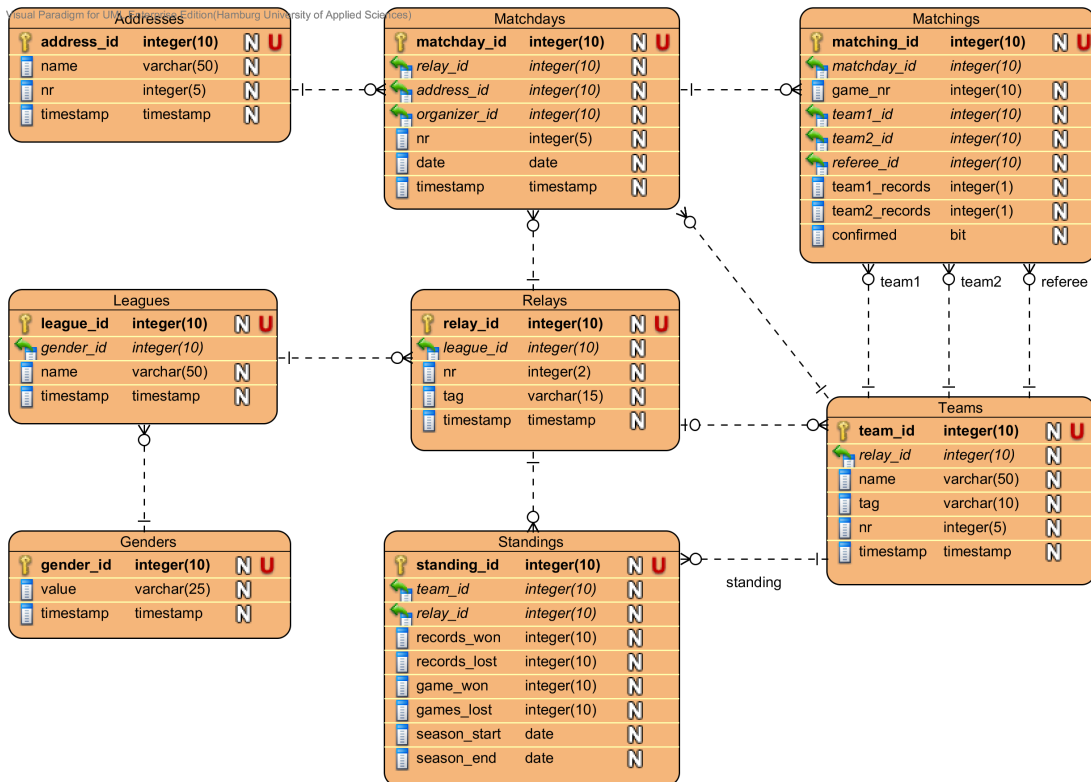 Visual Paradigm for UML Enterprise Edition(Hamburg University of Applied Sciences)
Addresses
address_id integer(10) N U
name varchar(50) N
nr integer(5) N
timestamp timestamp N
Matchdays
matchday_id integer(10) N U
relay_id integer(10) N
address_id integer(10) N
organizer_id integer(10) N
nr integer(5) N
date date N
timestamp timestamp N
Matchings
matching_id integer(10) N U
matchday_id integer(10)
game_nr integer(10) N
team1_id integer(10) N
team2_id integer(10) N
referee_id integer(10) N
team1_records integer(1) N
team2_records integer(1) N
confirmed bit N
team1
team2
referee
Leagues
league_id integer(10) N U
gender_id integer(10)
name varchar(50) N
timestamp timestamp N
Relays
relay_id integer(10) N U
league_id integer(10) N
nr integer(2) N
tag varchar(15) N
timestamp timestamp N
Teams
team_id integer(10) N U
relay_id integer(10) N
name varchar(50) N
tag varchar(10) N
nr integer(5) N
timestamp timestamp N
Genders
gender_id integer(10) N U
value varchar(25) N
timestamp timestamp N
Standings
standing_id integer(10) N U
team_id integer(10) N
relay_id integer(10) N
records_won integer(10) N
records_lost integer(10) N
game_won integer(10) N
games_lost integer(10) N
season_start date N
season_end date N
standing